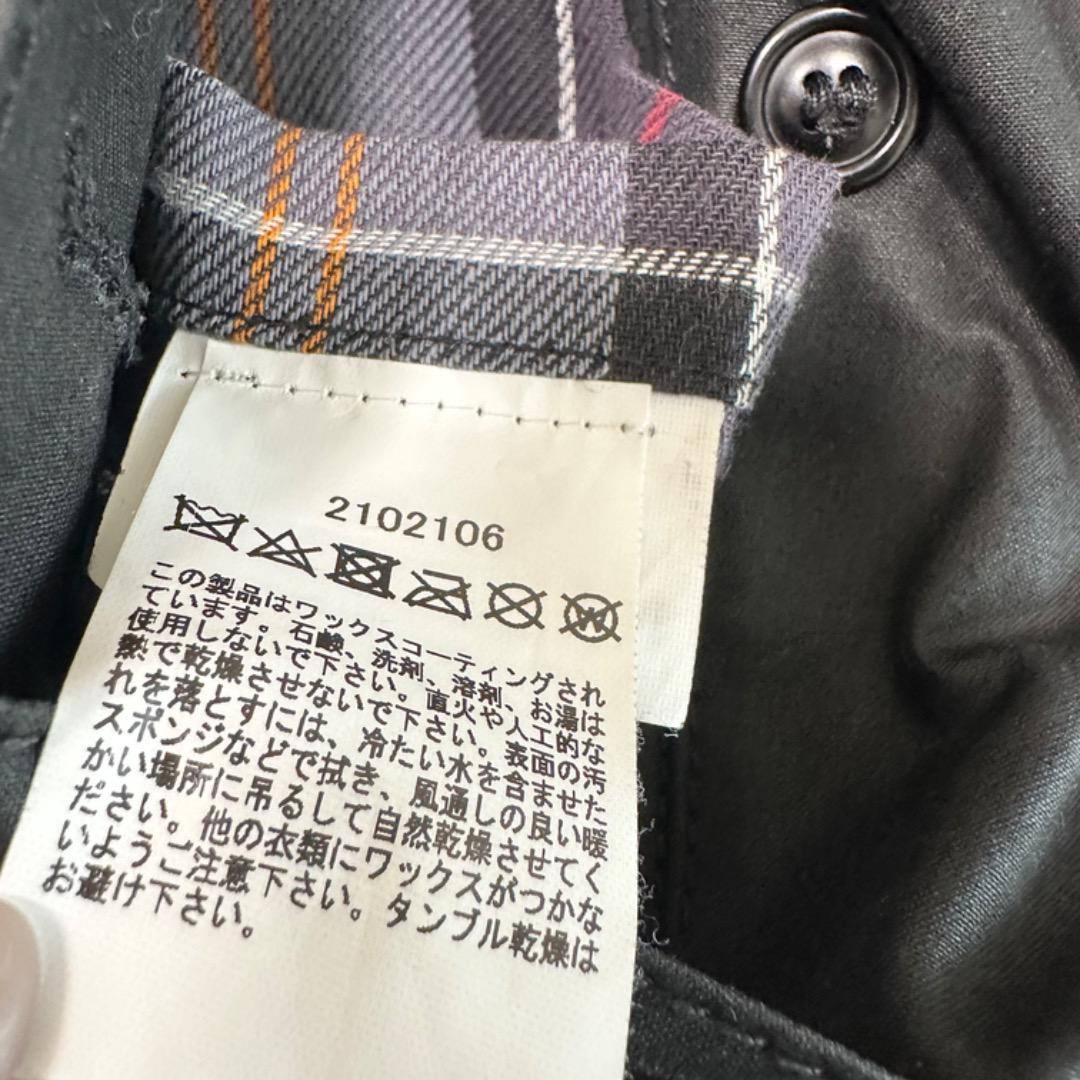 2102106
W
この製品はワックスコーティングされ
ています。石鹸、洗剤、溶剤、お湯は
使用しないで下さい。直火や人工的な
熱で乾燥させないで下さい。表面の汚
れを落とすには、冷たい水を含ませた
スポンジなどで拭き、風通しの良い暖
かい場所に吊るして自然乾燥させてく
ださい。他の衣類にワックスがつかな
いようご注意下さい。タンブル乾燥は
お避け下さい。